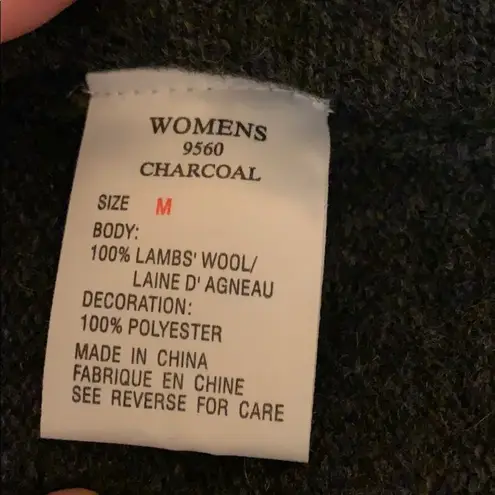 WOMENS
9560
CHARCOAL
SIZE M
BODY:
100% LAMBS' WOOL/
LAINE D' AGNEAU
DECORATION:
100% POLYESTER
MADE IN CHINA
FABRIQUE EN CHINE
SEE REVERSE FOR CARE